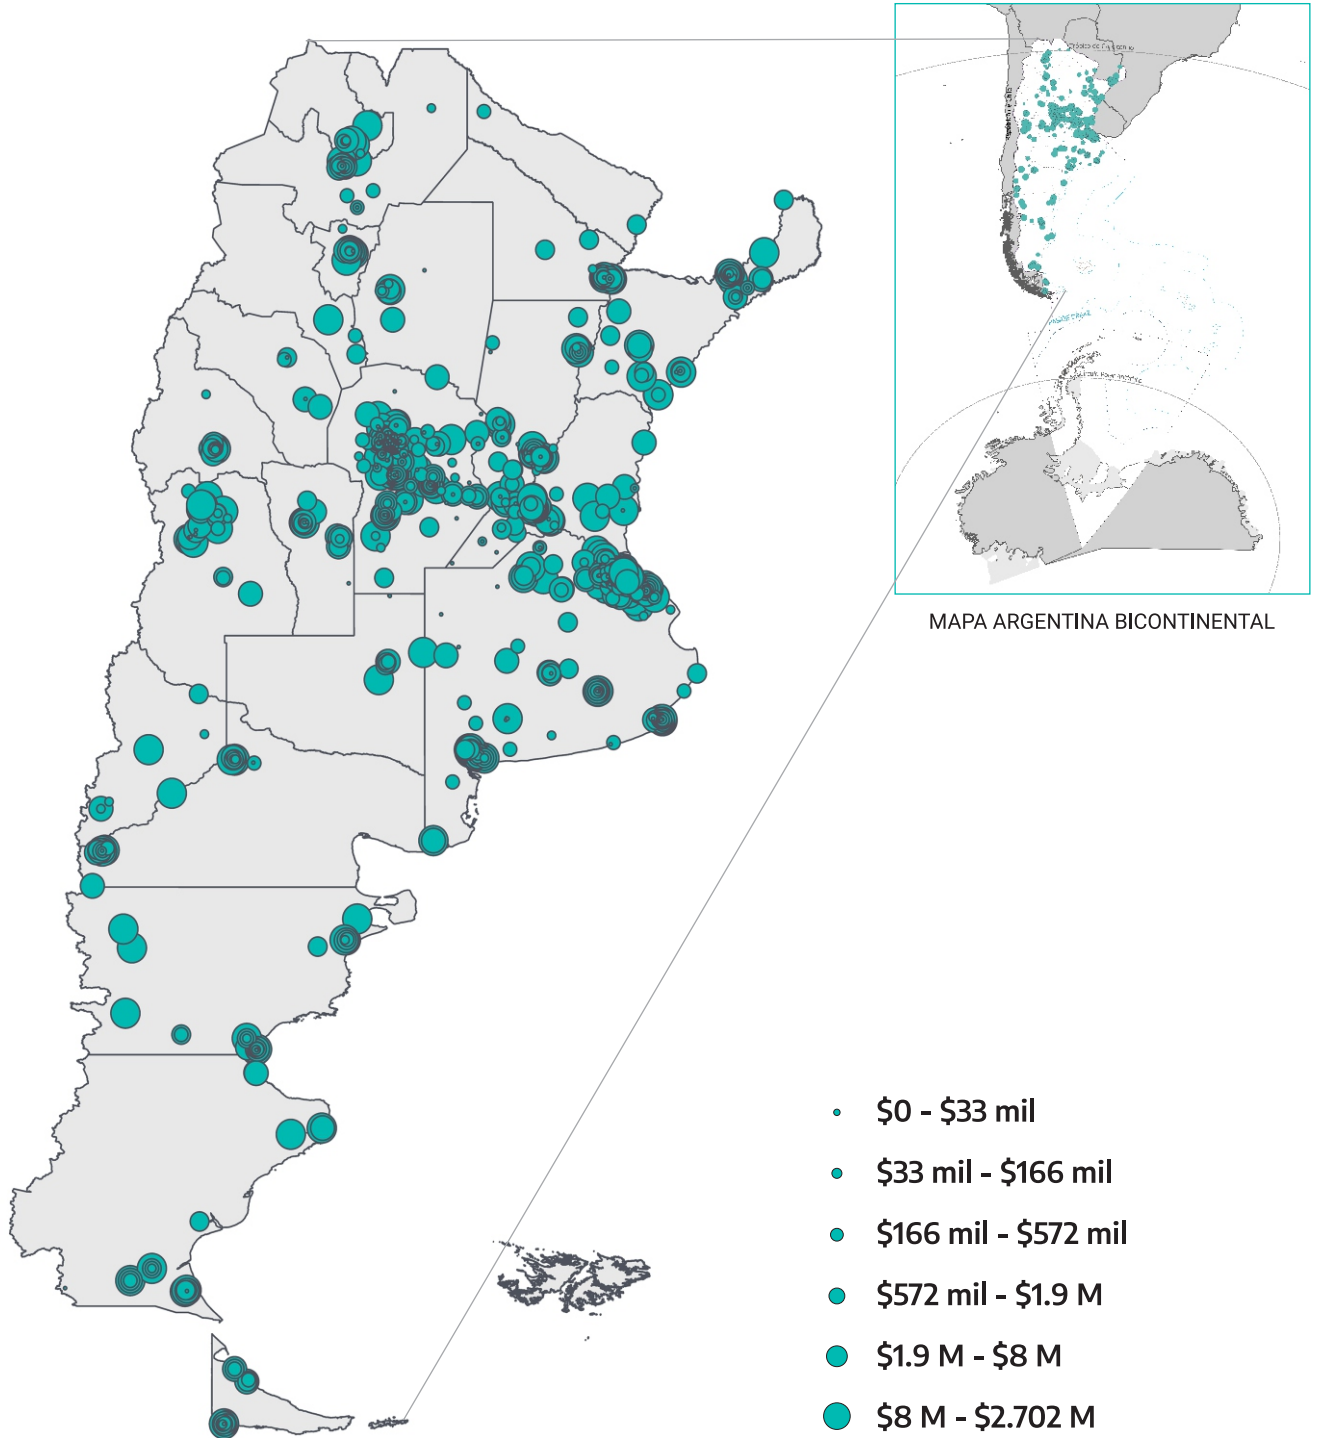 MAPA ARGENTINA BICONTINENTAL
$0 - $33 mil
$33 mil - $166 mil
$166 mil - $572 mil
$572 mil - $1.9 M
$1.9 M - $8 M
$8 M - $2.702 M